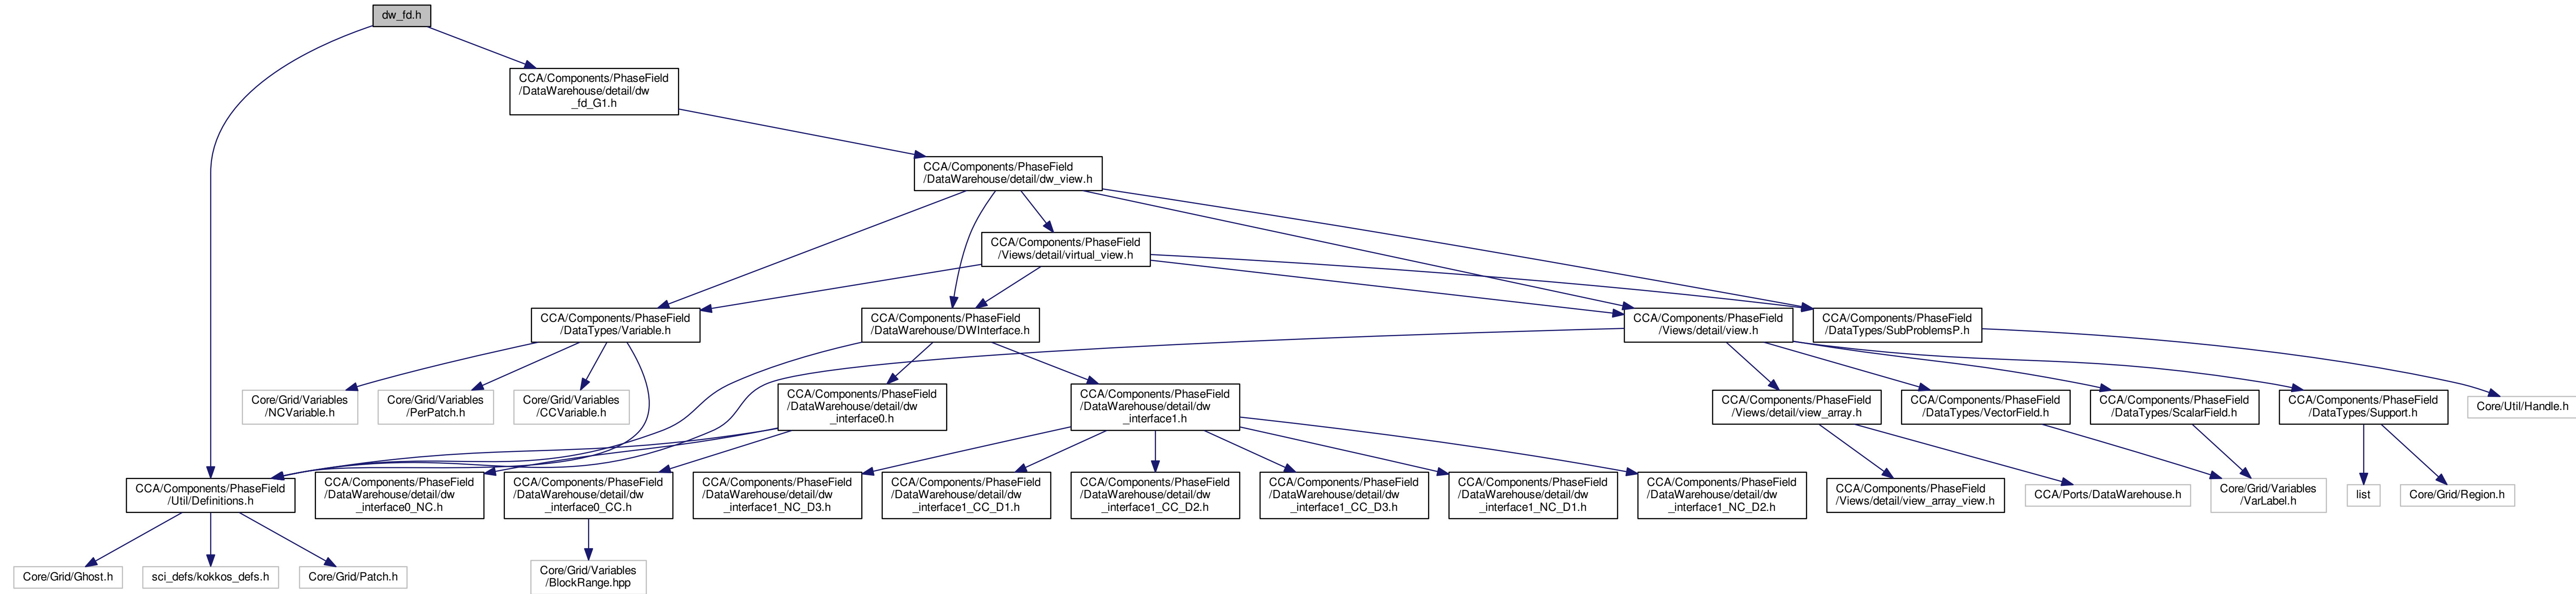 dw_fd.h
CCA/Components/PhaseField
/DataWarehouse/detail/dw
_fd_G1.h
CCA/Components/PhaseField
/DataWarehouse/detail/dw_view.h
CCA/Components/PhaseField
/Views/detail/virtual_view.h
CCA/Components/PhaseField
/DataTypes/Variable.h
CCA/Components/PhaseField
/DataWarehouse/DWInterface.h
CCA/Components/PhaseField
/Views/detail/view.h
CCA/Components/PhaseField
/DataTypes/SubProblemsP.h
Core/Grid/Variables
/NCVariable.h
Core/Grid/Variables
/PerPatch.h
Core/Grid/Variables
/CCVariable.h
CCA/Components/PhaseField
/DataWarehouse/detail/dw
_interface0.h
CCA/Components/PhaseField
/DataWarehouse/detail/dw
_interface1.h
CCA/Components/PhaseField
/Views/detail/view_array.h
CCA/Components/PhaseField
/DataTypes/VectorField.h
CCA/Components/PhaseField
/DataTypes/ScalarField.h
CCA/Components/PhaseField
/DataTypes/Support.h
Core/Util/Handle.h
CCA/Components/PhaseField
/Util/Definitions.h
CCA/Components/PhaseField
/DataWarehouse/detail/dw
_interface0_NC.h
CCA/Components/PhaseField
/DataWarehouse/detail/dw
_interface0_CC.h
CCA/Components/PhaseField
/DataWarehouse/detail/dw
_interface1_NC_D3.h
CCA/Components/PhaseField
/DataWarehouse/detail/dw
_interface1_CC_D1.h
CCA/Components/PhaseField
/DataWarehouse/detail/dw
_interface1_CC_D2.h
CCA/Components/PhaseField
/DataWarehouse/detail/dw
_interface1_CC_D3.h
CCA/Components/PhaseField
/DataWarehouse/detail/dw
_interface1_NC_D1.h
CCA/Components/PhaseField
/DataWarehouse/detail/dw
_interface1_NC_D2.h
CCA/Components/PhaseField
/Views/detail/view_array_view.h
CCA/Ports/DataWarehouse.h
Core/Grid/Variables
/VarLabel.h
list
Core/Grid/Region.h
Core/Grid/Ghost.h
sci_defs/kokkos_defs.h
Core/Grid/Patch.h
Core/Grid/Variables
/BlockRange.hpp